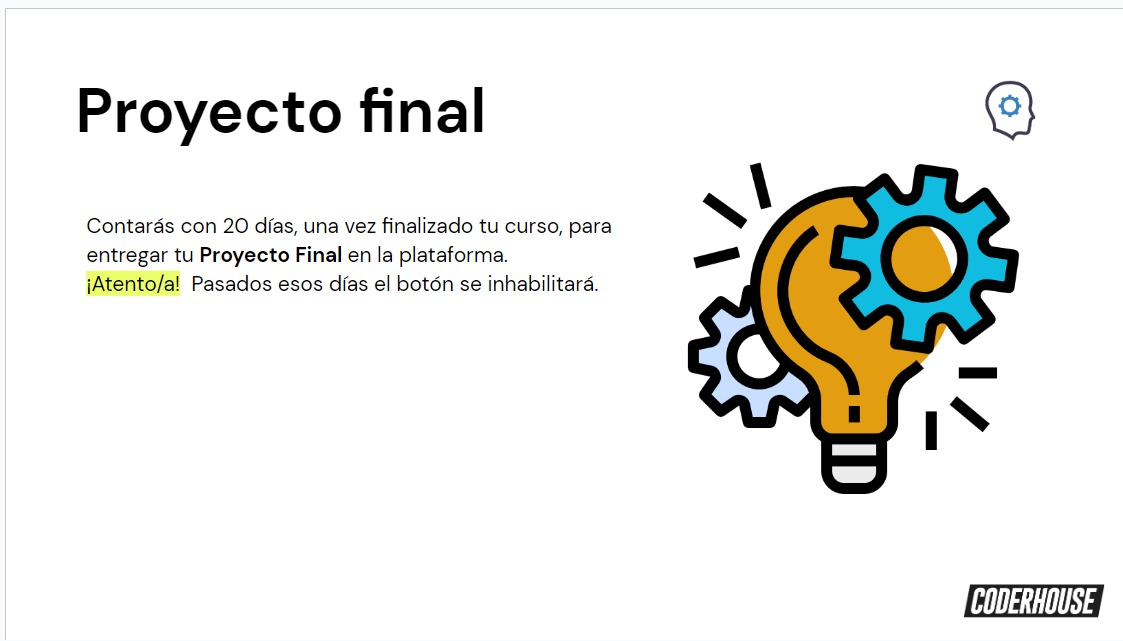 Proyecto final
Contarás con 20 días, una vez finalizado tu curso, para
entregar tu Proyecto Final en la plataforma.
¡Atento/a! Pasados esos días el botón se inhabilitará.
CODERHOUSE